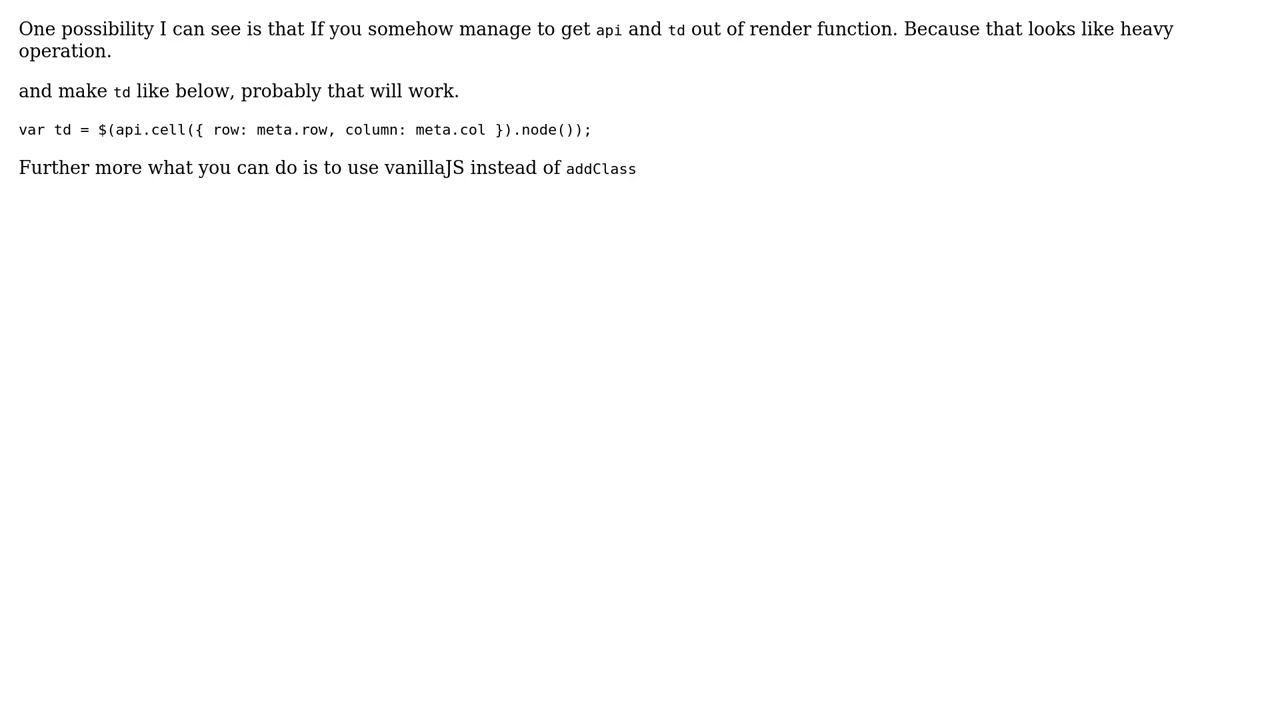 One possibility I can see is that If you somehow manage to get api and td out of render function. Because that looks like heavy
operation.
and make td like below, probably that will work.
var td = $(api.cell({ row: meta.row, column: meta.col }).node());
Further more what you can do is to use vanillaJS instead of addClass